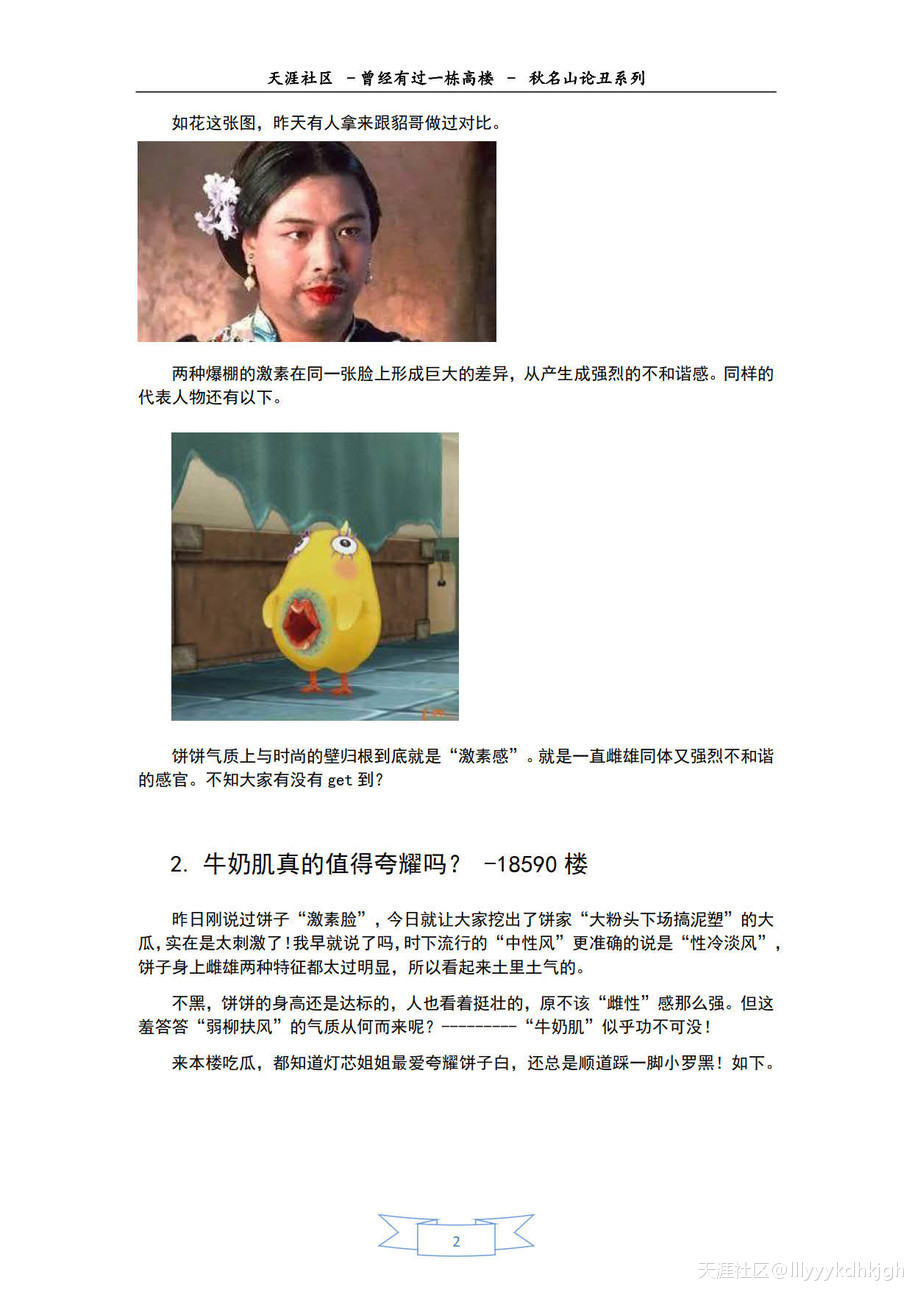 天涯社区 -曾经有过一栋高楼 - 秋名山论丑系列
如花这张图，昨天有人拿来跟貂哥做过对比。
两种爆棚的激素在同一张脸上形成巨大的差异，从产生成强烈的不和谐感。同样的
代表人物还有以下。
饼饼气质上与时尚的壁归根到底就是“激素感”。就是一直雌雄同体又强烈不和谐
的感官。不知大家有没有get到？
2. 牛奶肌真的值得夸耀吗？ -18590楼
昨日刚说过饼子“激素脸”，今日就让大家挖出了饼家“大粉头下场搞泥塑”的大
瓜，实在是太刺激了！我早就说了吗，时下流行的“中性风”更准确的说是“性冷淡风”，
饼子身上雌雄两种特征都太过明显，所以看起来土里土气的。
不黑，饼饼的身高还是达标的，人也看着挺壮的，原不该“雌性”感那么强。但这
羞答答“弱柳扶风”的气质从何而来呢？---------“牛奶肌”似乎功不可没！
来本楼吃瓜，都知道灯芯姐姐最爱夸耀饼子白，还总是顺道踩一脚小罗黑！如下。
2
天涯社区@lllyyykdhkjgh